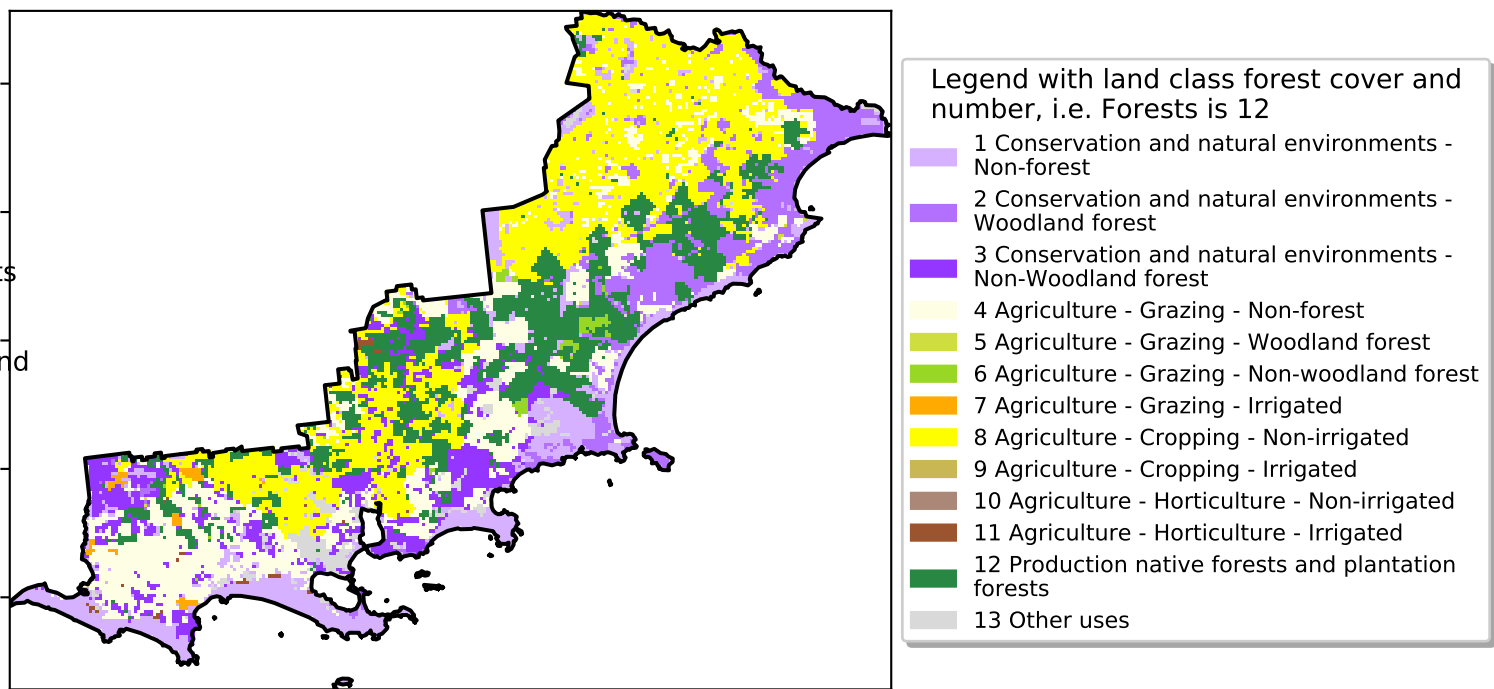 Legend with land class forest cover and
number, i.e. Forests is 12
1 Conservation and natural environments -
Non-forest
2 Conservation and natural environments -
Woodland forest
3 Conservation and natural environments -
Non-Woodland forest
4 Agriculture - Grazing - Non-forest
5 Agriculture - Grazing - Woodland forest
6 Agriculture - Grazing - Non-woodland forest
7 Agriculture - Grazing - Irrigated
8 Agriculture - Cropping - Non-irrigated
9 Agriculture - Cropping - Irrigated
10 Agriculture - Horticulture - Non-irrigated
11 Agriculture - Horticulture - Irrigated
12 Production native forests and plantation
forests
13 Other uses